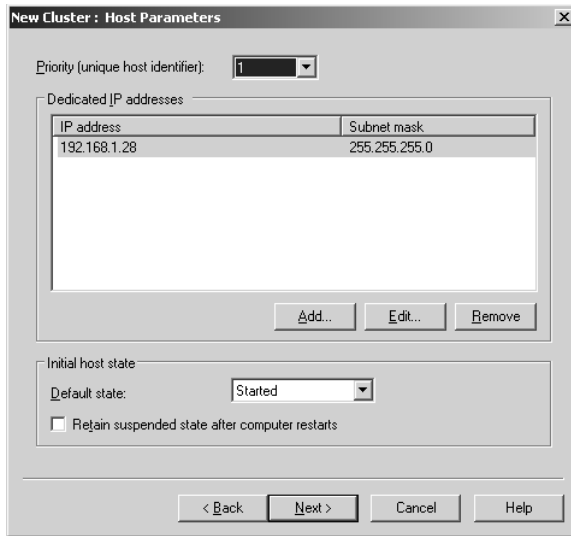 New Cluster : Host Parameters
Priority (unique host identifier): 1
Dedicated IP addresses
IP address Subnet mask
192.168.1.28 255.255.255.0
Add... Edit... Remove
Initial host state
Default state: Started
Retain suspended state after computer restarts
< Back Next > Cancel Help